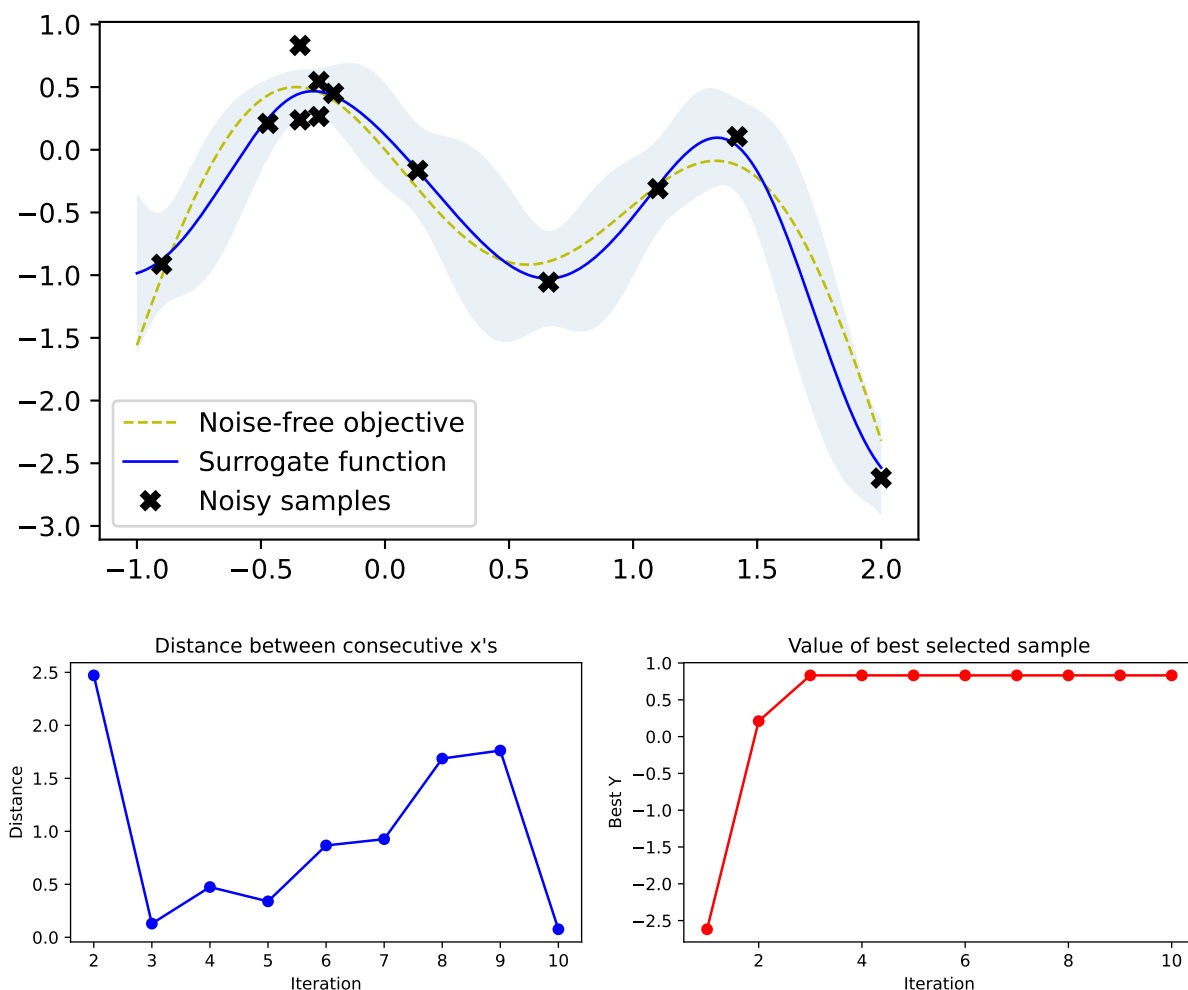 1.0
0.5
0.0
−0.5
−1.0
−1.5
−2.0
−2.5
−3.0
Noise-free objective
Surrogate function
Noisy samples
−1.0 −0.5 0.0 0.5 1.0 1.5 2.0
Distance between consecutive x's
2.5
2.0
1.5
1.0
0.5
0.0
Distance
2 3 4 5 6 7 8 9 10
Iteration
Value of best selected sample
1.0
0.5
0.0
−0.5
−1.0
−1.5
−2.0
−2.5
Best Y
2 4 6 8 10
Iteration